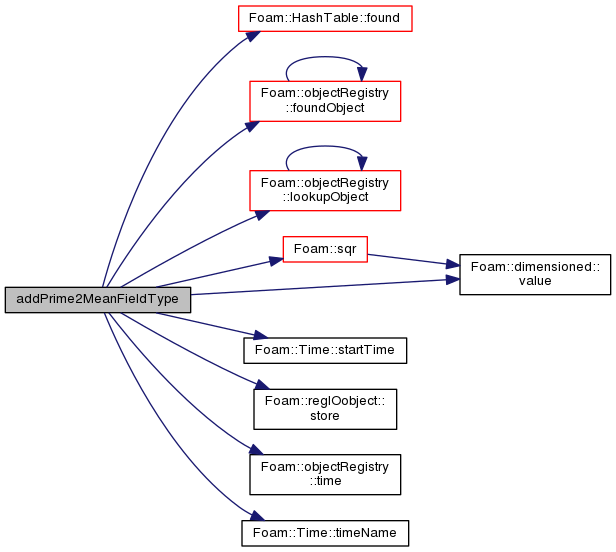 Foam::HashTable::found
Foam::objectRegistry
::foundObject
Foam::objectRegistry
::lookupObject
Foam::sqr
Foam::dimensioned::
value
addPrime2MeanFieldType
Foam::Time::startTime
Foam::regIOobject::
store
Foam::objectRegistry
::time
Foam::Time::timeName